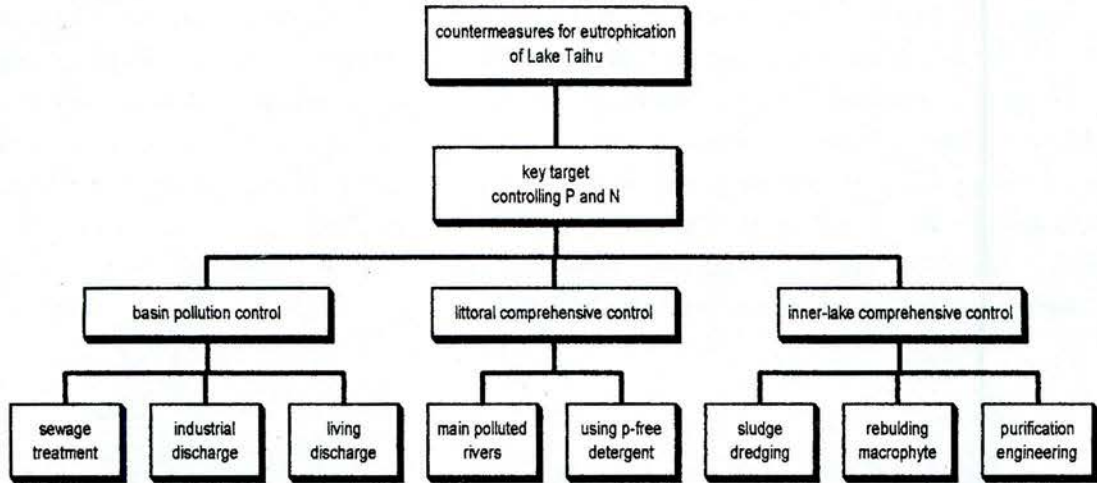 countermeasures for eutrophication
of Lake Taihu
key target
controlling P and N
basin pollution control
littoral comprehensive control
inner-lake comprehensive control
sewage
treatment
industrial
discharge
living
discharge
main polluted
rivers
using p-free
detergent
sludge
dredging
rebulding
macrophyte
purification
engineering